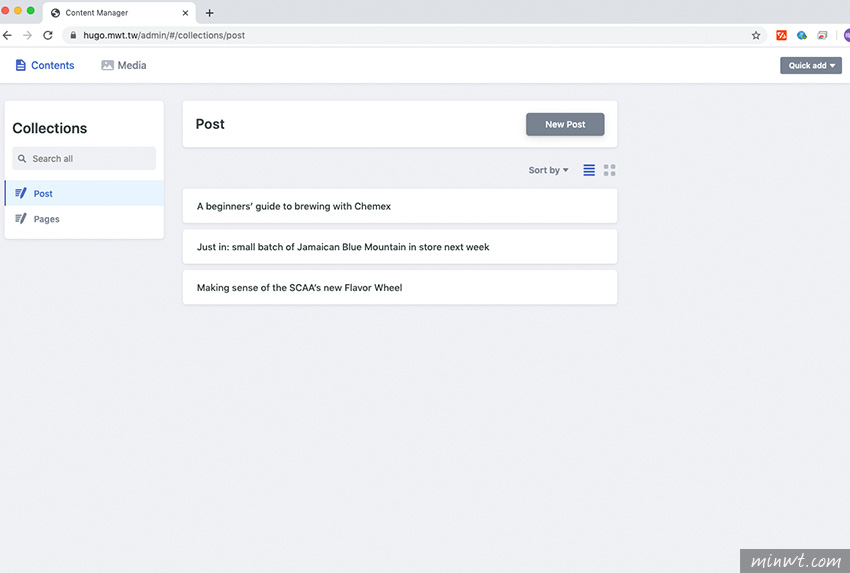 Content Manager
hugo.mwt.tw/admin/#/collections/post
Contents
Media
Quick add
Collections
Search all
Post
Pages
Post
New Post
Sort by
A beginners’ guide to brewing with Chemex
Just in: small batch of Jamaican Blue Mountain in store next week
Making sense of the SCAA’s new Flavor Wheel
minwt.com